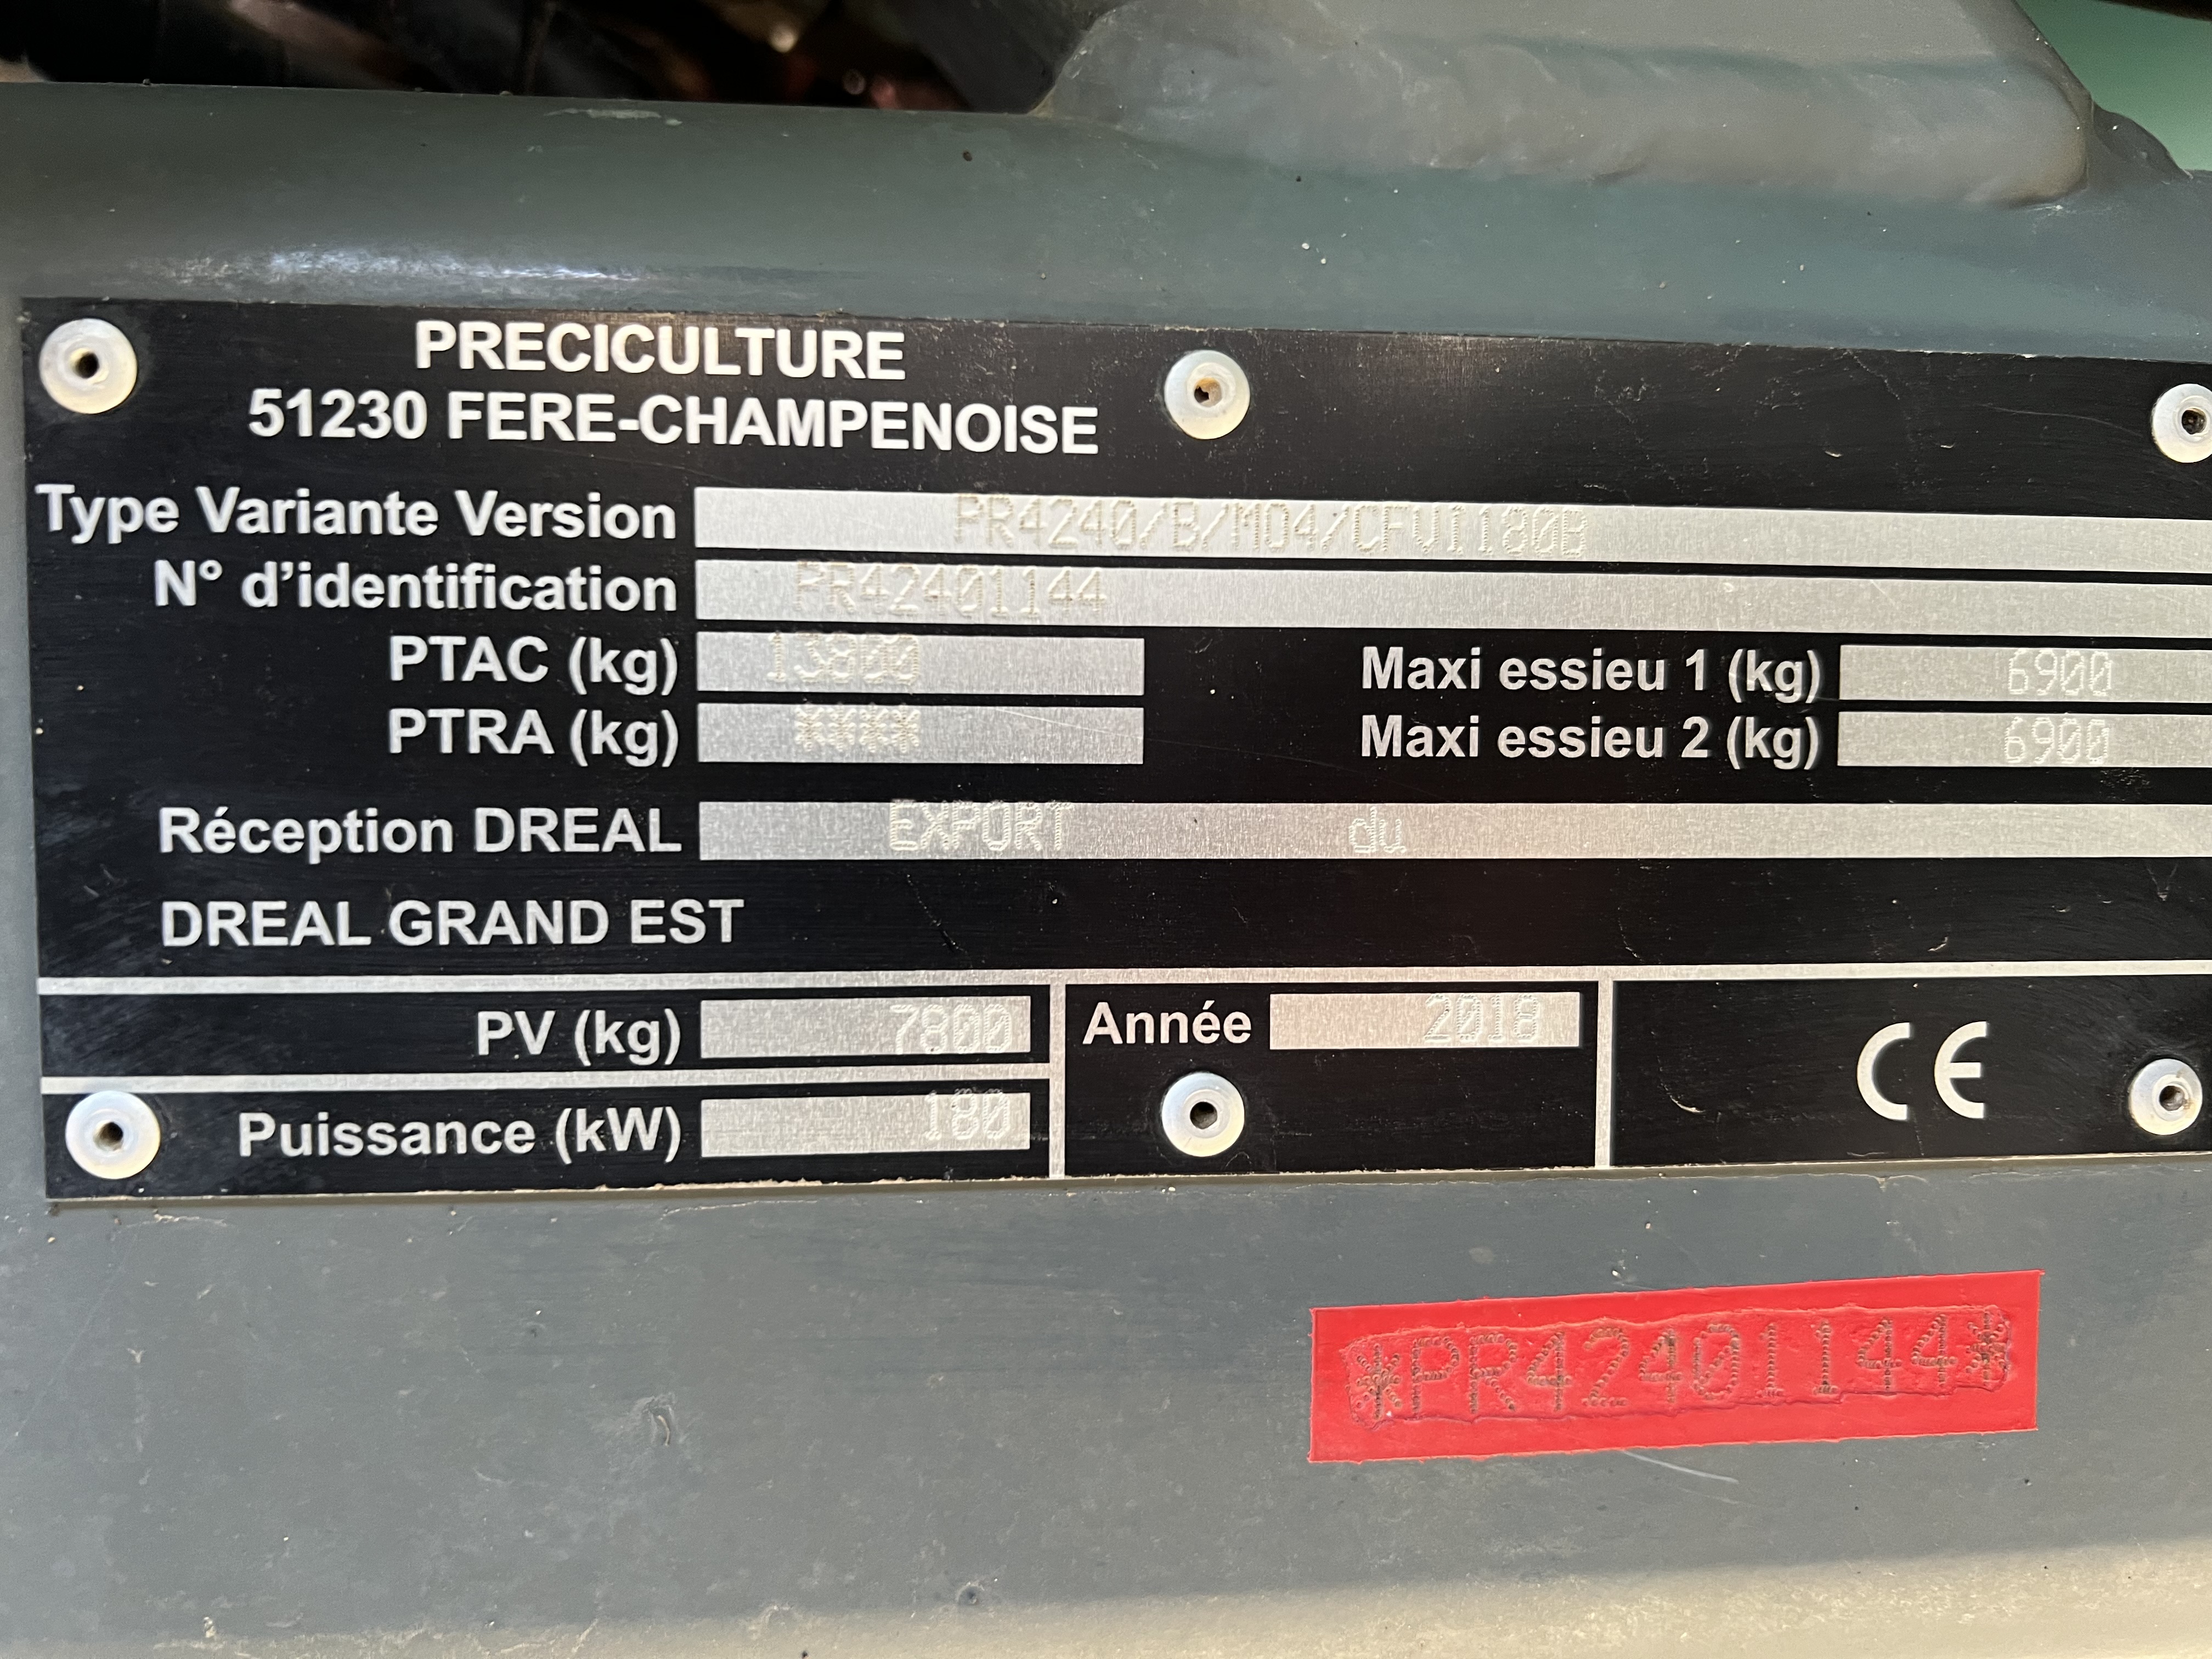 PRECICULTURE
51230 FERE-CHAMPENOISE
Type Variante Version PR4240/B/M04/CFVI180B
N° d'identification PR42401144
PTAC (kg) 13800 Maxi essieu 1 (kg) 6900
PTRA (kg) **** Maxi essieu 2 (kg) 6900
Réception DREAL EXPORT du
DREAL GRAND EST
PV (kg) 7800 Année 2018 CE
Puissance (kW) 180
*PR42401144*